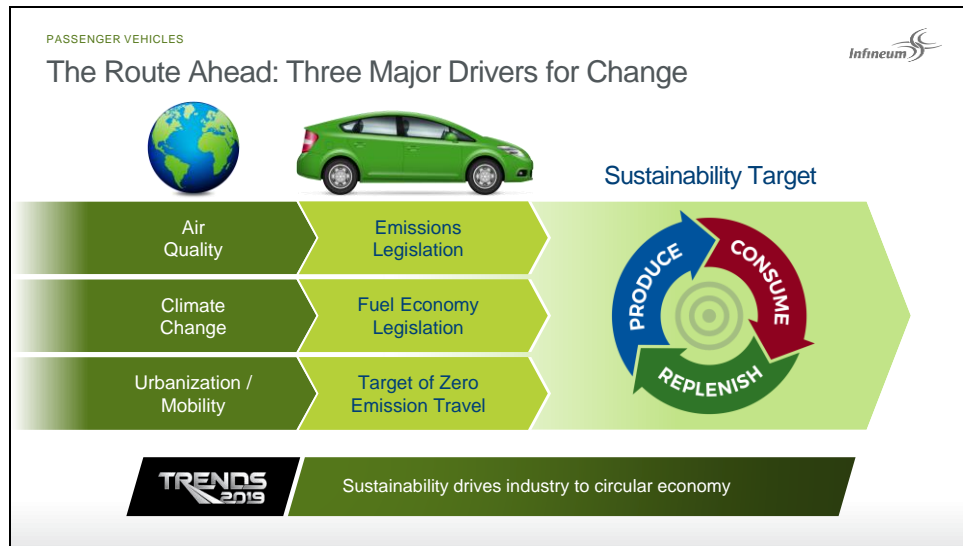 PASSENGER VEHICLES
The Route Ahead: Three Major Drivers for Change
Infineum
Sustainability Target
Air
Quality
Emissions
Legislation
Climate
Change
Fuel Economy
Legislation
Urbanization /
Mobility
Target of Zero
Emission Travel
PRODUCE
CONSUME
REPLENISH
TRENDS
2019
Sustainability drives industry to circular economy